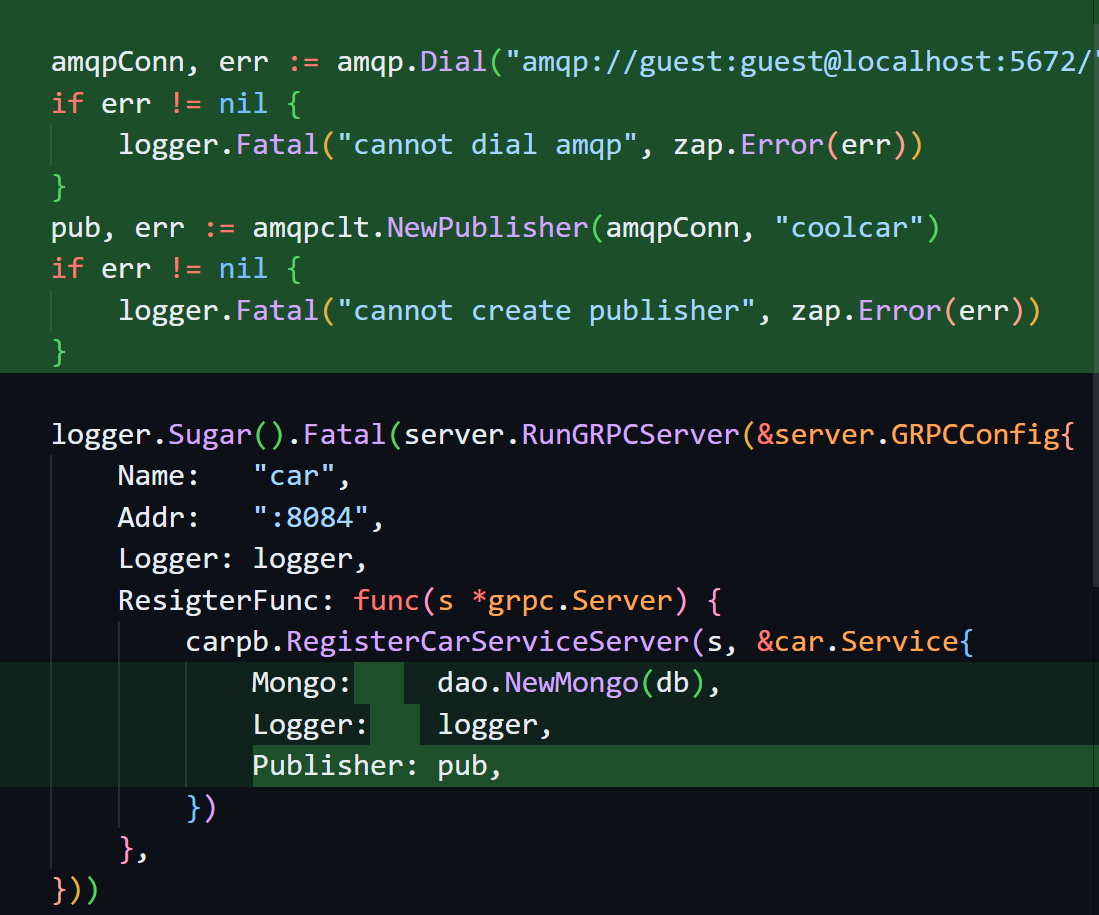 amqpConn, err := amqp.Dial("amqp://guest:guest@localhost:5672/"
if err != nil {
    logger.Fatal("cannot dial amqp", zap.Error(err))
}
pub, err := amqpclt.NewPublisher(amqpConn, "coolcar")
if err != nil {
    logger.Fatal("cannot create publisher", zap.Error(err))
}

logger.Sugar().Fatal(server.RunGRPCServer(&server.GRPCConfig{
    Name:   "car",
    Addr:   ":8084",
    Logger: logger,
    ResigterFunc: func(s *grpc.Server) {
        carpb.RegisterCarServiceServer(s, &car.Service{
            Mongo:     dao.NewMongo(db),
            Logger:    logger,
            Publisher: pub,
        })
    },
}))